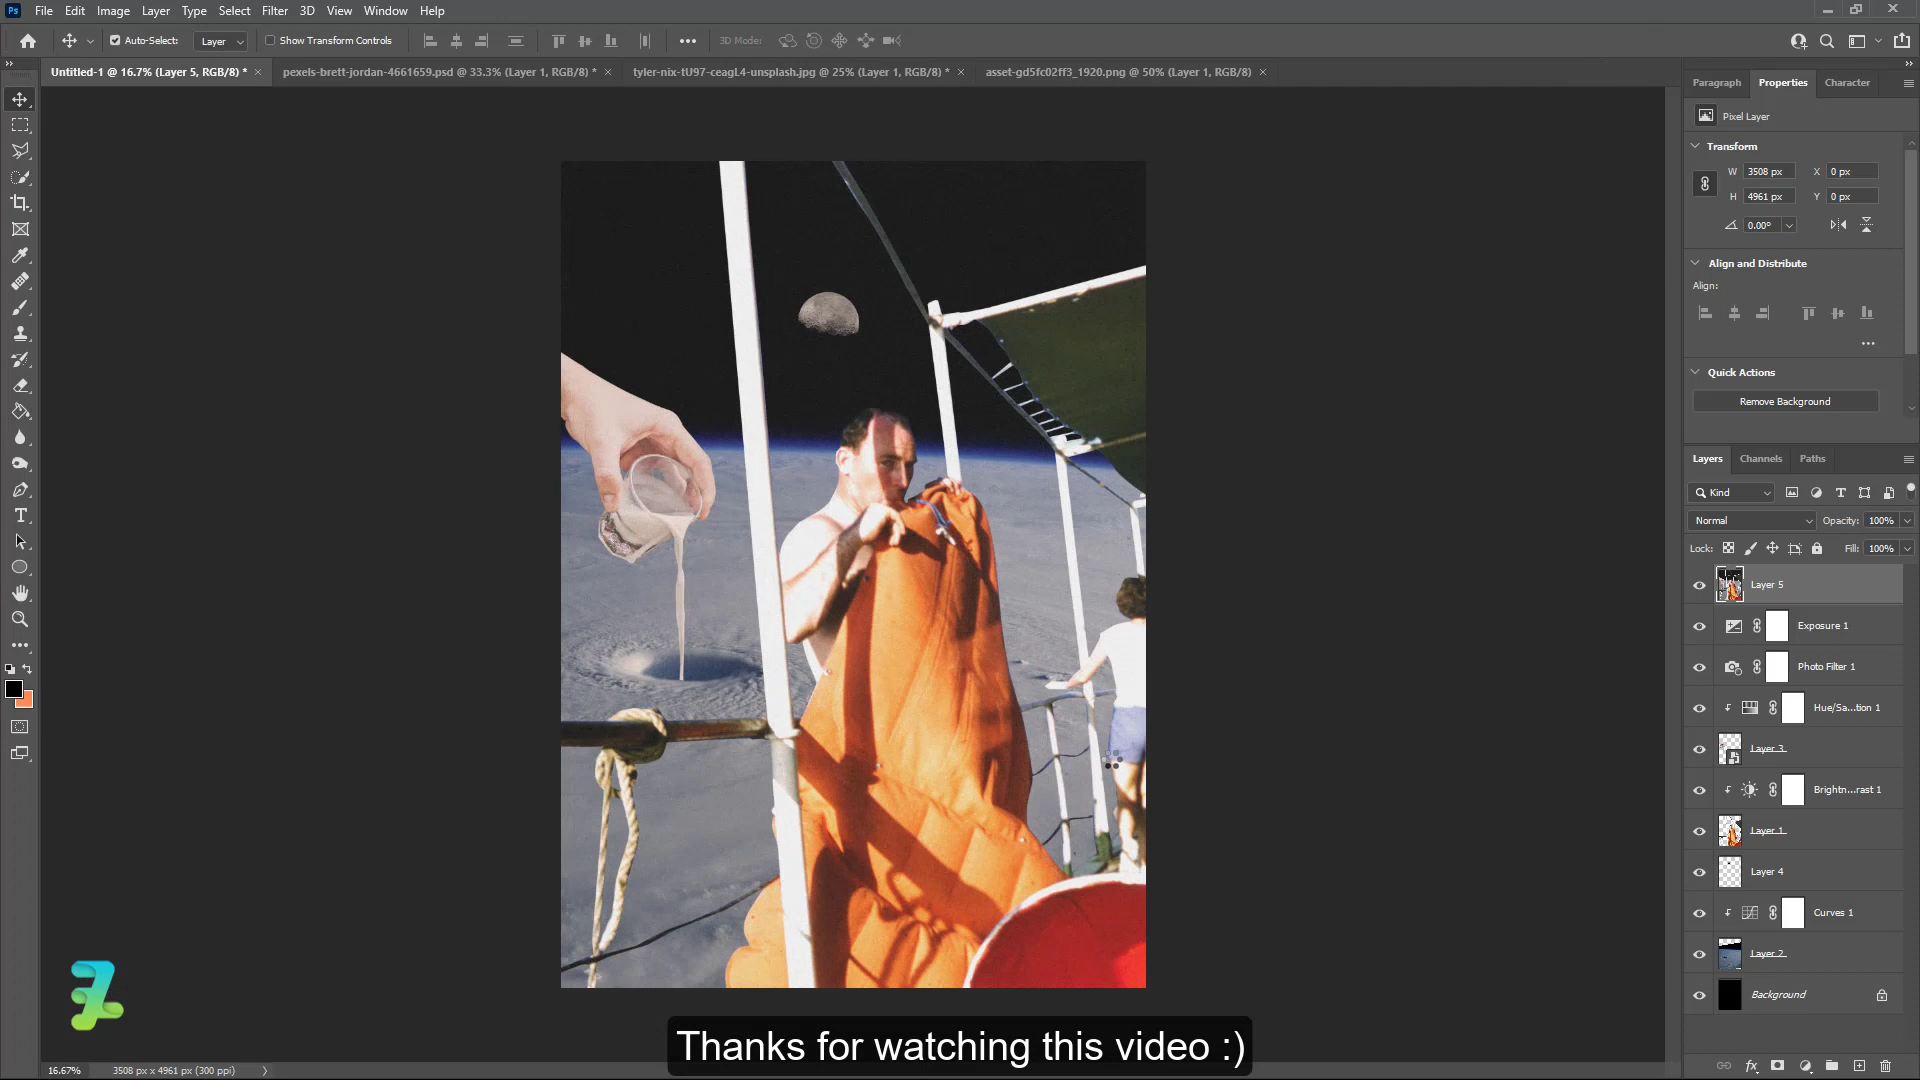 Ps File Edit Image Layer Type Select Filter 3D View Window Help
Auto-Select: Layer Show Transform Controls 3D Mode:
Untitled-1 @ 16.7% (Layer 5, RGB/8) * pexels-brett-jordan-4661659.psd @ 33.3% (Layer 1, RGB/8) * tyler-nix-tU97-ceagL4-unsplash.jpg @ 25% (Layer 1, RGB/8) * asset-gd5fc02ff3_1920.png @ 50% (Layer 1, RGB/8)
Paragraph Properties Character
Pixel Layer
Transform
W 3508 px X 0 px
H 4961 px Y 0 px
0.00°
Align and Distribute
Align:
Quick Actions
Remove Background
Layers Channels Paths
Kind
Normal Opacity: 100%
Lock: Fill: 100%
Layer 5
Exposure 1
Photo Filter 1
Hue/Sa...tion 1
Layer 3
Brightn...rast 1
Layer 1
Layer 4
Curves 1
Layer 2
Background
Thanks for watching this video :)
16.67% 3508 px x 4961 px (300 ppi)